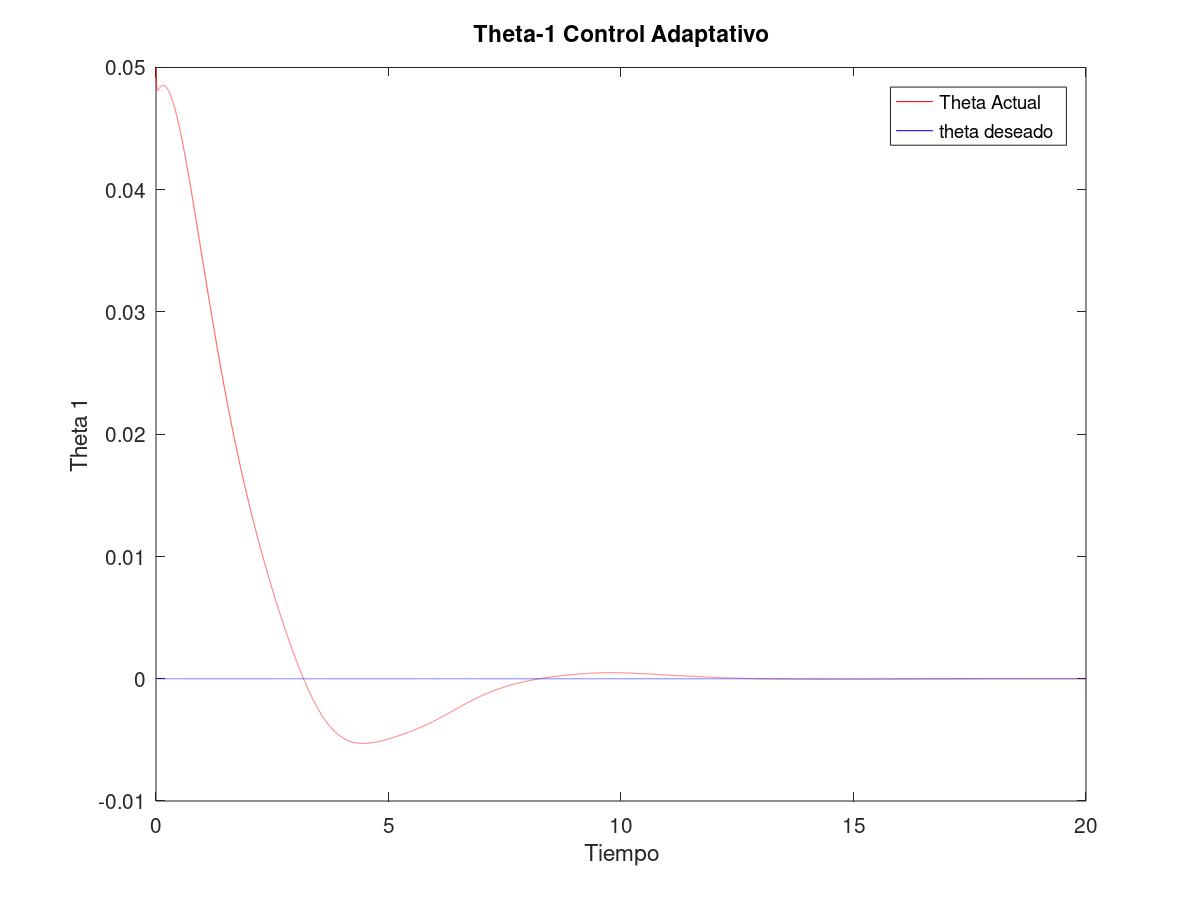 Theta-1 Control Adaptativo
0.05
0.04
0.03
0.02
0.01
0
-0.01
Theta 1
Theta Actual
theta deseado
0
5
10
15
20
Tiempo